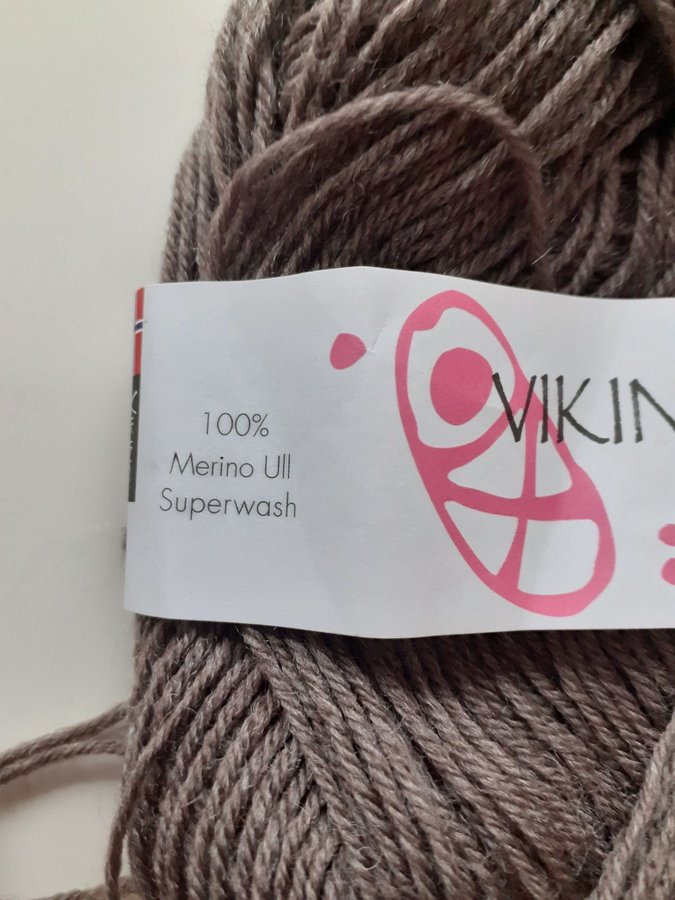 100%
Merino Ull
Superwash
VIKIN